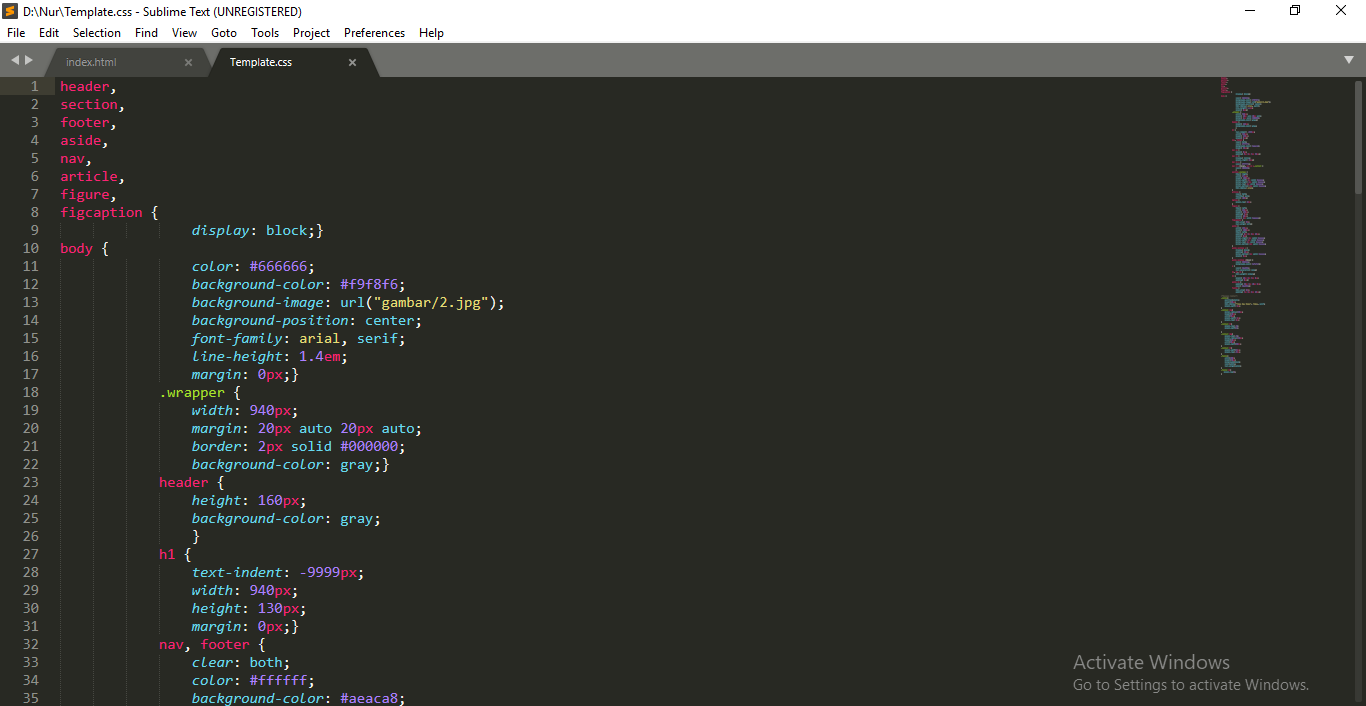 D:\Nur\Template.css - Sublime Text (UNREGISTERED)
File Edit Selection Find View Goto Tools Project Preferences Help
index.html Template.css
1 header,
2 section,
3 footer,
4 aside,
5 nav,
6 article,
7 figure,
8 figcaption {
9 display: block;}
10 body {
11 color: #666666;
12 background-color: #f9f8f6;
13 background-image: url("gambar/2.jpg");
14 background-position: center;
15 font-family: arial, serif;
16 line-height: 1.4em;
17 margin: 0px;}
18 .wrapper {
19 width: 940px;
20 margin: 20px auto 20px auto;
21 border: 2px solid #000000;
22 background-color: gray;}
23 header {
24 height: 160px;
25 background-color: gray;
26 }
27 h1 {
28 text-indent: -9999px;
29 width: 940px;
30 height: 130px;
31 margin: 0px;}
32 nav, footer {
33 clear: both;
34 color: #ffffff;
35 background-color: #aeaca8;
Activate Windows
Go to Settings to activate Windows.